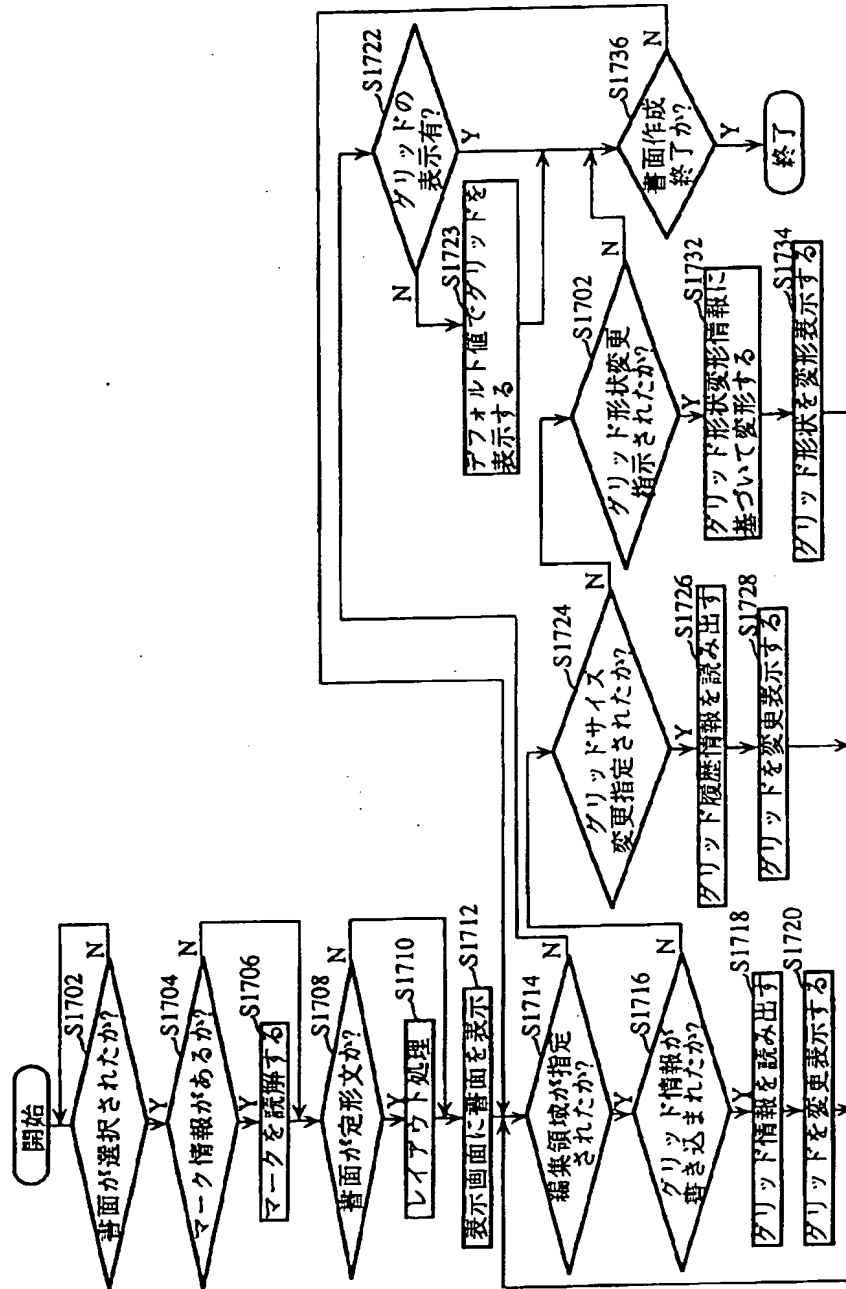 開始
書面が選択されたか?
S1702
N
Y
マーク情報があるか?
S1704
N
Y
マークを読解する
S1706
書面が定形文か?
S1708
N
Y
レイアウト処理
S1710
表示画面に書面を表示
S1712
編集領域が指定
されたか?
S1714
N
Y
グリッド情報が
書き込まれたか?
S1716
N
Y
グリッド情報を読み出す
S1718
グリッドを変更表示する
S1720
グリッドサイズ
変更指定されたか?
S1724
N
Y
グリッド履歴情報を読み出す
S1726
グリッドを変更表示する
S1728
グリッド形状変更
指示されたか?
S1702
N
Y
グリッド形状変形情報に
基づいて変形する
S1732
グリッド形状を変形表示する
S1734
グリッドの
表示有?
S1722
N
Y
デフォルト値でグリッドを
表示する
S1723
書面作成
終了か?
S1736
N
Y
終了